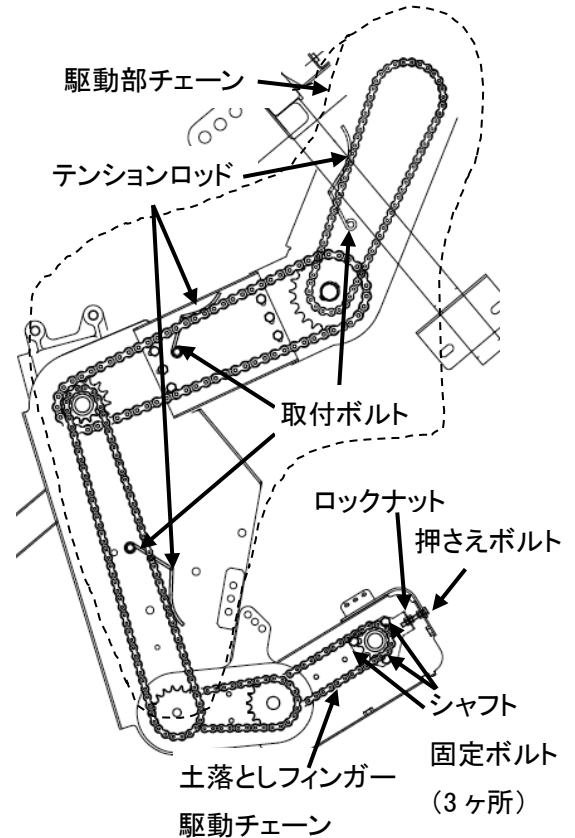 駆動部チェーン
テンションロッド
取付ボルト
ロックナット
押さえボルト
シャフト
固定ボルト
（3 ヶ所）
土落としフィンガー
駆動チェーン